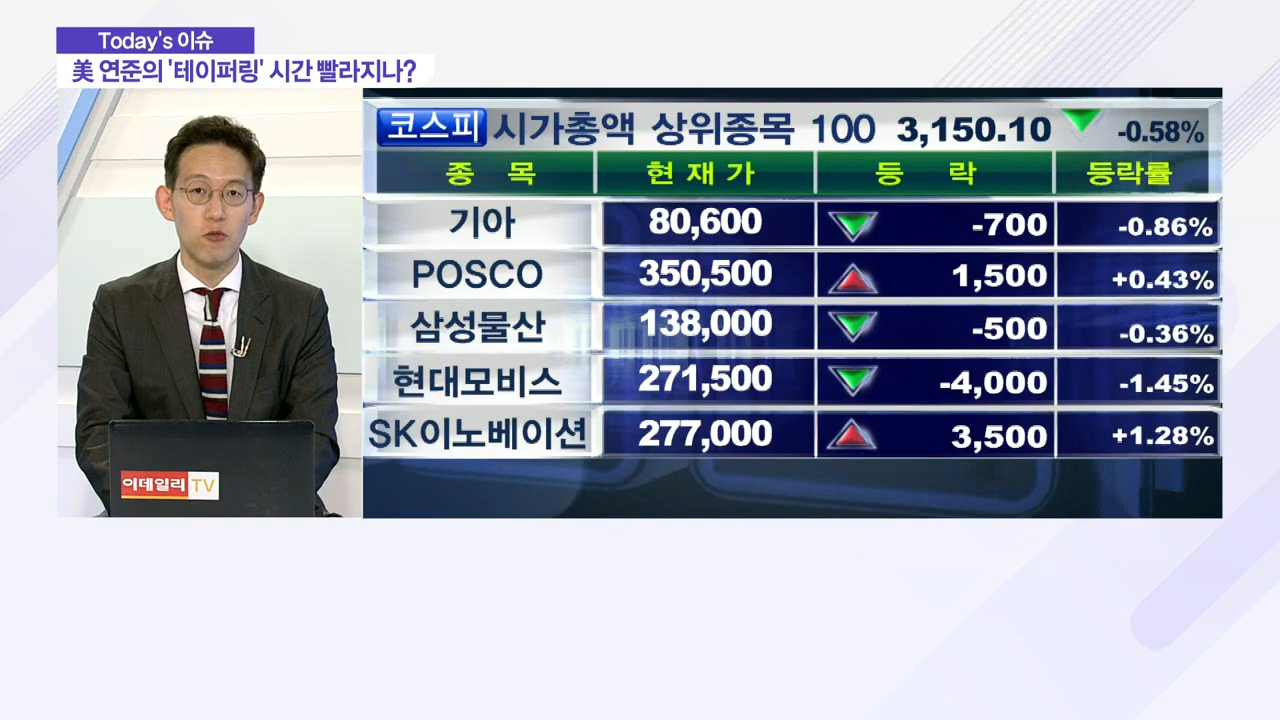 Today's 이슈
美 연준의 '테이퍼링' 시간 빨라지나?
코스피 시가총액 상위종목 100 3,150.10 -0.58%
종 목 현 재 가 등 락 등락률
기아 80,600 -700 -0.86%
POSCO 350,500 1,500 +0.43%
삼성물산 138,000 -500 -0.36%
현대모비스 271,500 -4,000 -1.45%
SK이노베이션 277,000 3,500 +1.28%
이데일리 TV